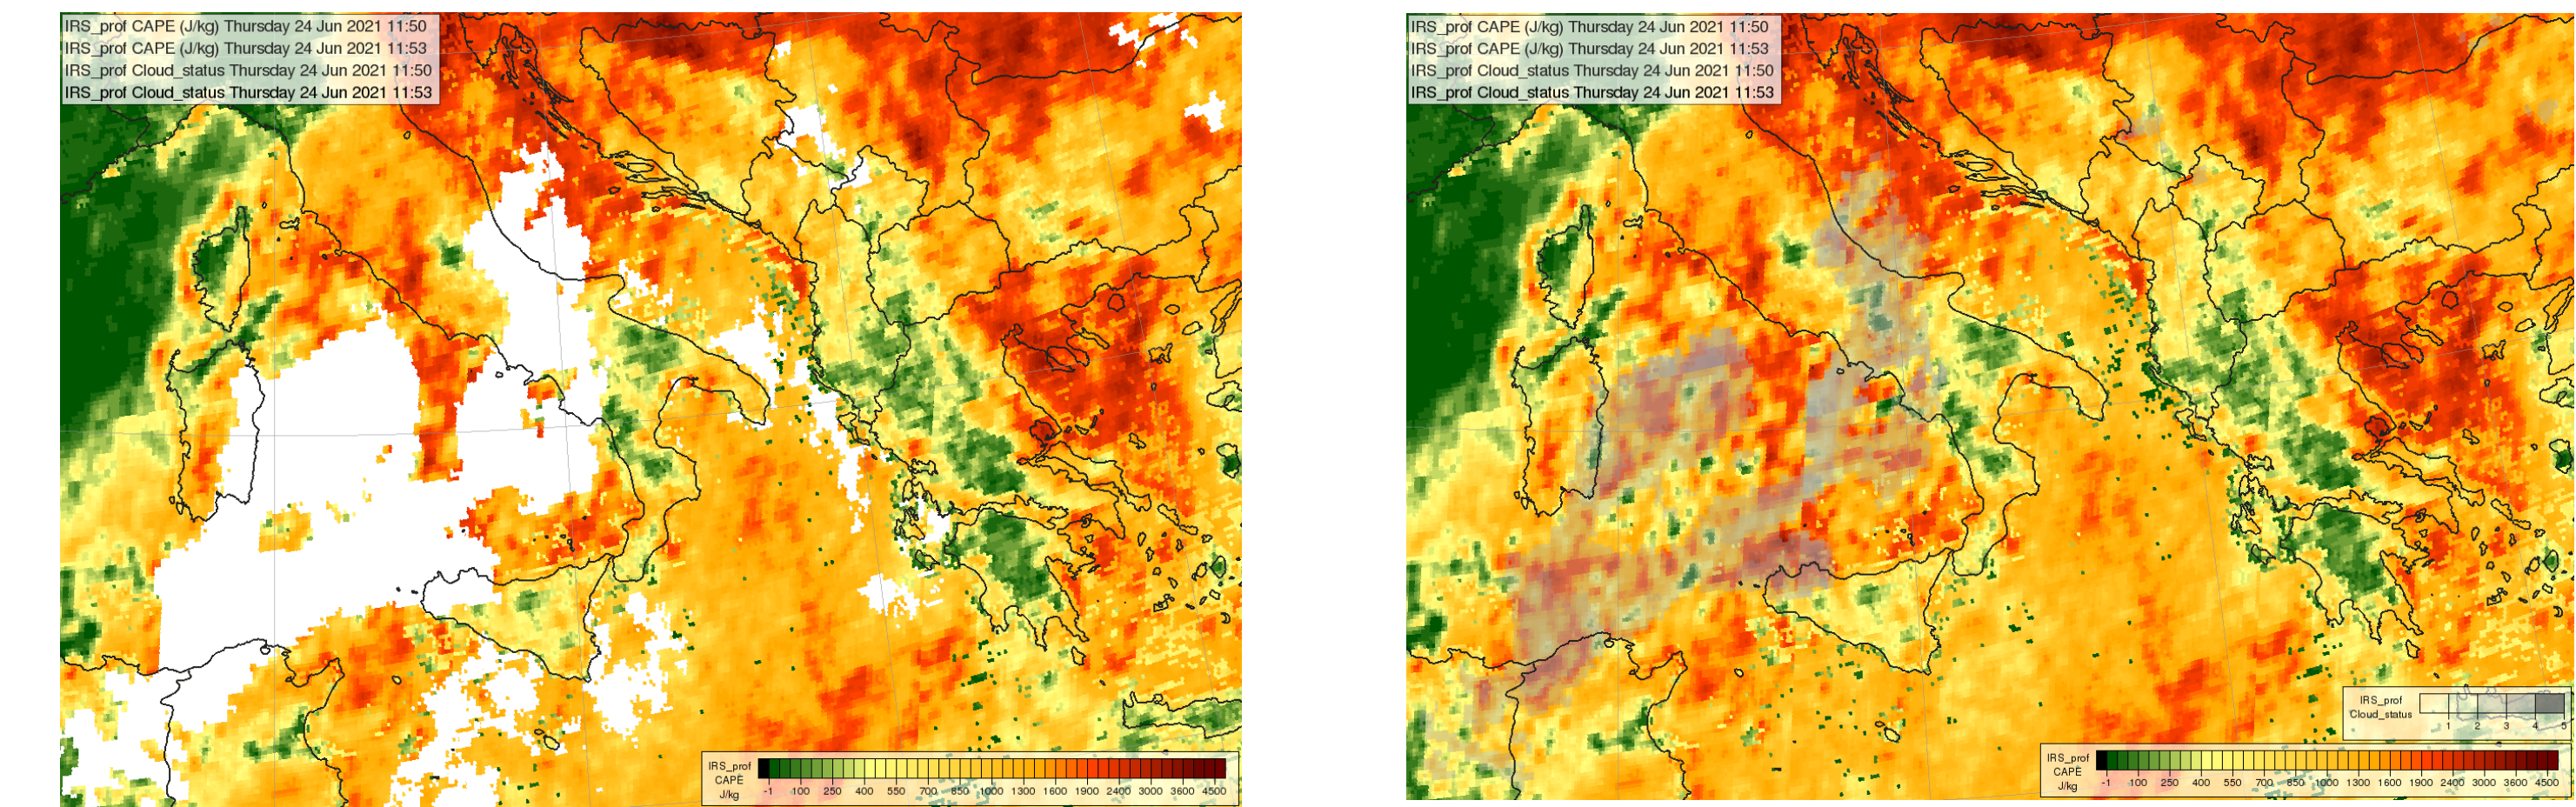 IRS_prof CAPE (J/kg) Thursday 24 Jun 2021 11:50
IRS_prof CAPE (J/kg) Thursday 24 Jun 2021 11:53
IRS_prof Cloud_status Thursday 24 Jun 2021 11:50
IRS_prof Cloud_status Thursday 24 Jun 2021 11:53
IRS_prof
CAPE
J/kg
-1 100 250 400 550 700 850 1000 1300 1600 1900 2400 3000 3600 4500
IRS_prof CAPE (J/kg) Thursday 24 Jun 2021 11:50
IRS_prof CAPE (J/kg) Thursday 24 Jun 2021 11:53
IRS_prof Cloud_status Thursday 24 Jun 2021 11:50
IRS_prof Cloud_status Thursday 24 Jun 2021 11:53
IRS_prof
Cloud_status
1 2 3 4 5
IRS_prof
CAPE
J/kg
-1 100 250 400 550 700 850 1000 1300 1600 1900 2400 3000 3600 4500